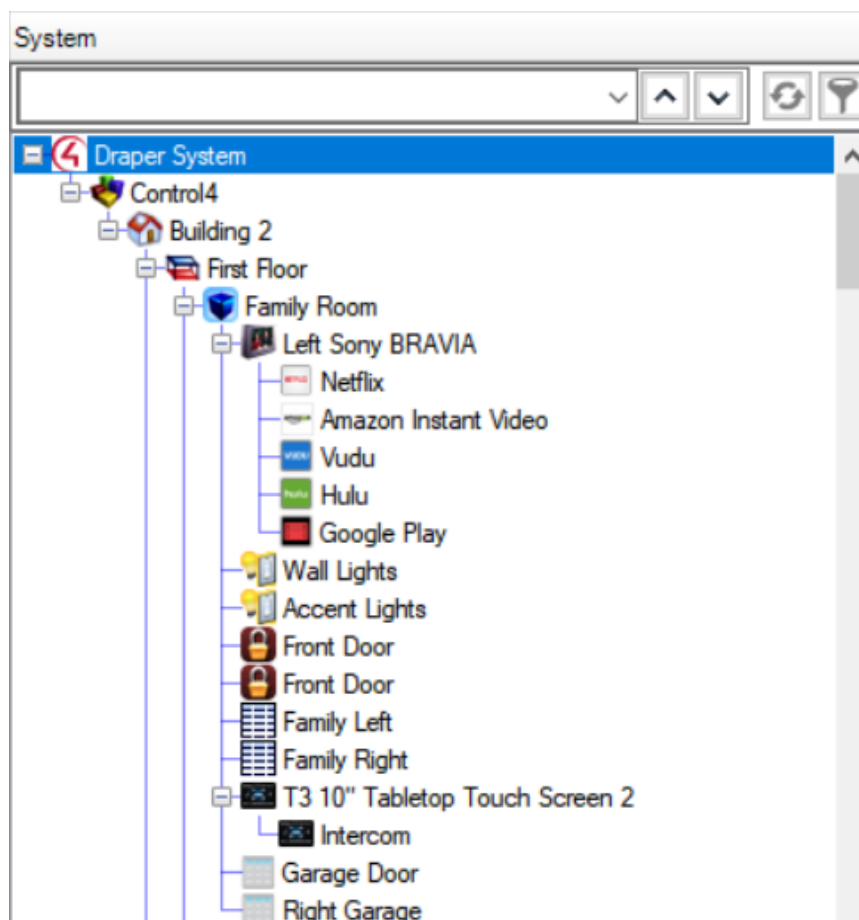 System
Draper System
Control4
Building 2
First Floor
Family Room
Left Sony BRAVIA
Netflix
Amazon Instant Video
vudu Vudu
hulu Hulu
Google Play
Wall Lights
Accent Lights
Front Door
Front Door
Family Left
Family Right
T3 10" Tabletop Touch Screen 2
Intercom
Garage Door
Right Garage